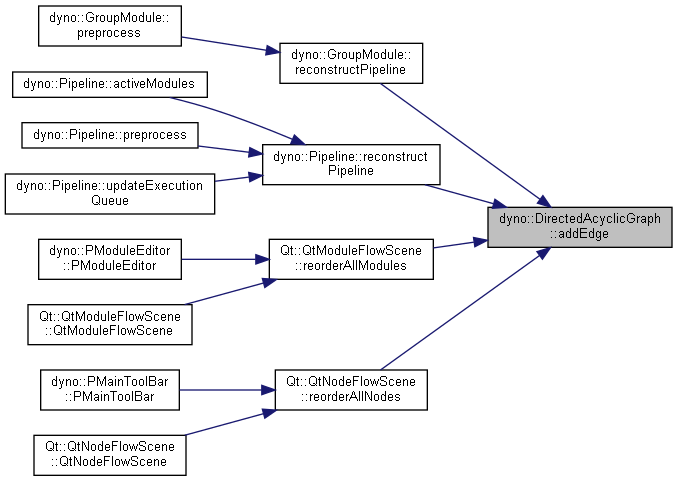 dyno::GroupModule::
preprocess
dyno::GroupModule::
reconstructPipeline
dyno::Pipeline::activeModules
dyno::Pipeline::preprocess
dyno::Pipeline::reconstruct
Pipeline
dyno::Pipeline::updateExecution
Queue
dyno::DirectedAcyclicGraph
::addEdge
dyno::PModuleEditor
::PModuleEditor
Qt::QtModuleFlowScene
::reorderAllModules
Qt::QtModuleFlowScene
::QtModuleFlowScene
dyno::PMainToolBar
::PMainToolBar
Qt::QtNodeFlowScene
::reorderAllNodes
Qt::QtNodeFlowScene
::QtNodeFlowScene